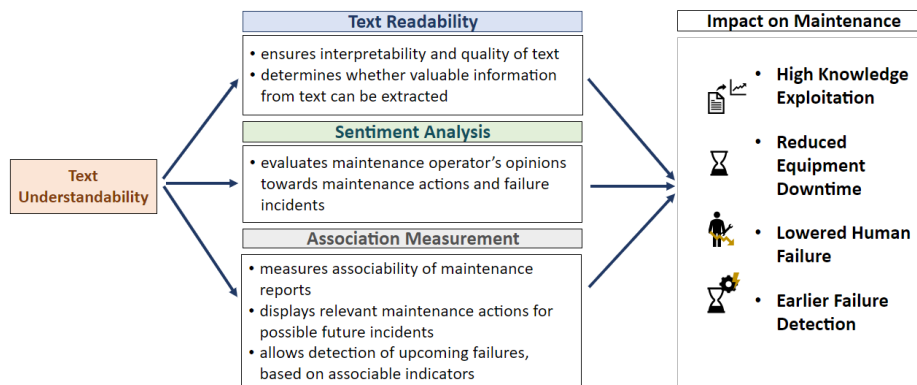 Text Readability
• ensures interpretability and quality of text
• determines whether valuable information
from text can be extracted
Sentiment Analysis
• evaluates maintenance operator's opinions
towards maintenance actions and failure
incidents
Text
Understandability
Association Measurement
• measures associability of maintenance
reports
• displays relevant maintenance actions for
possible future incidents
• allows detection of upcoming failures,
based on associable indicators
Impact on Maintenance
• High Knowledge
Exploitation
• Reduced
Equipment
Downtime
• Lowered Human
Failure
• Earlier Failure
Detection